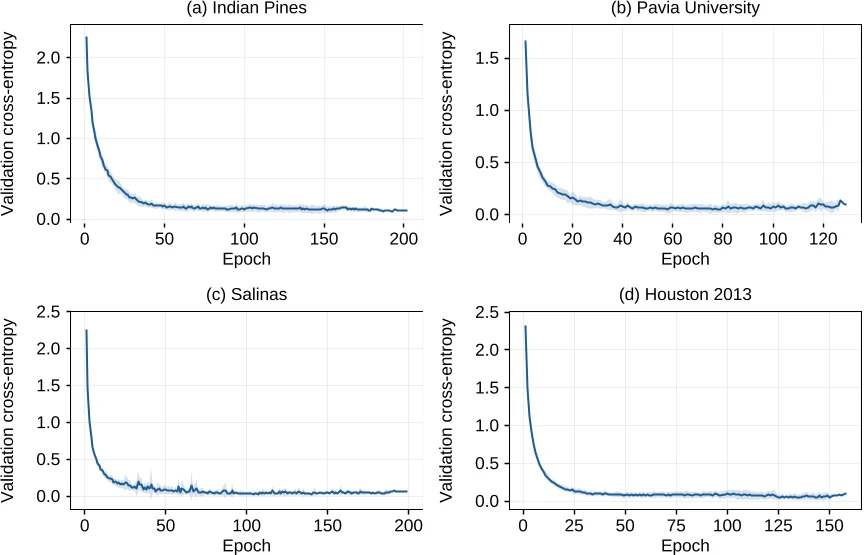 (a) Indian Pines
Validation cross-entropy
2.0
1.5
1.0
0.5
0.0
0 50 100 150 200
Epoch
(b) Pavia University
Validation cross-entropy
1.5
1.0
0.5
0.0
0 20 40 60 80 100 120
Epoch
(c) Salinas
Validation cross-entropy
2.5
2.0
1.5
1.0
0.5
0.0
0 50 100 150 200
Epoch
(d) Houston 2013
Validation cross-entropy
2.5
2.0
1.5
1.0
0.5
0.0
0 25 50 75 100 125 150
Epoch